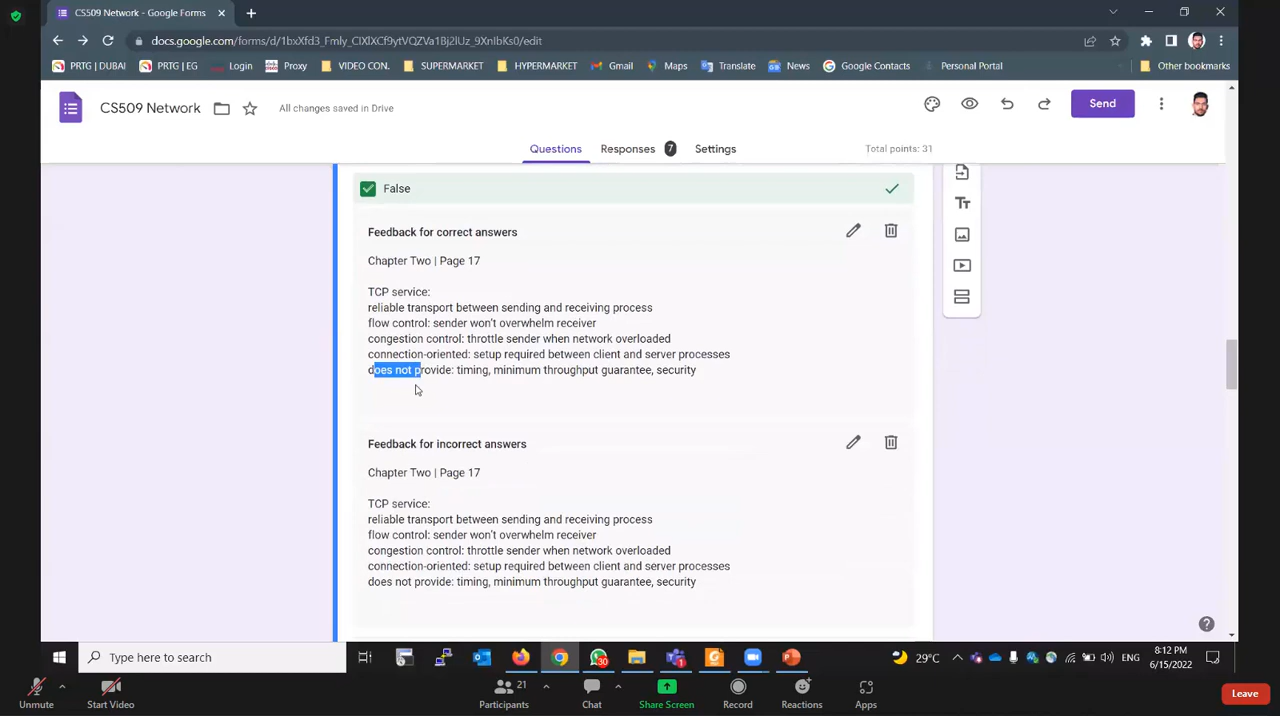 CS509 Network - Google Forms
docs.google.com/forms/d/1bxXfd3_Fmly_ClXlXCf9ytVQZVa1Bj2lUz_9XnIbKs0/edit
PRTG | DUBAI
PRTG | EG
Login
Proxy
VIDEO CON.
SUPERMARKET
HYPERMARKET
Gmail
Maps
Translate
News
Google Contacts
Personal Portal
Other bookmarks
CS509 Network
All changes saved in Drive
Send
Questions
Responses 7
Settings
Total points: 31
False
Feedback for correct answers
Chapter Two | Page 17
TCP service:
reliable transport between sending and receiving process
flow control: sender won't overwhelm receiver
congestion control: throttle sender when network overloaded
connection-oriented: setup required between client and server processes
does not provide: timing, minimum throughput guarantee, security
Feedback for incorrect answers
Chapter Two | Page 17
TCP service:
reliable transport between sending and receiving process
flow control: sender won't overwhelm receiver
congestion control: throttle sender when network overloaded
connection-oriented: setup required between client and server processes
does not provide: timing, minimum throughput guarantee, security
Type here to search
30
1
29°C
ENG
8:12 PM
6/15/2022
Unmute
Start Video
Participants 21
Chat
Share Screen
Record
Reactions
Apps
Leave